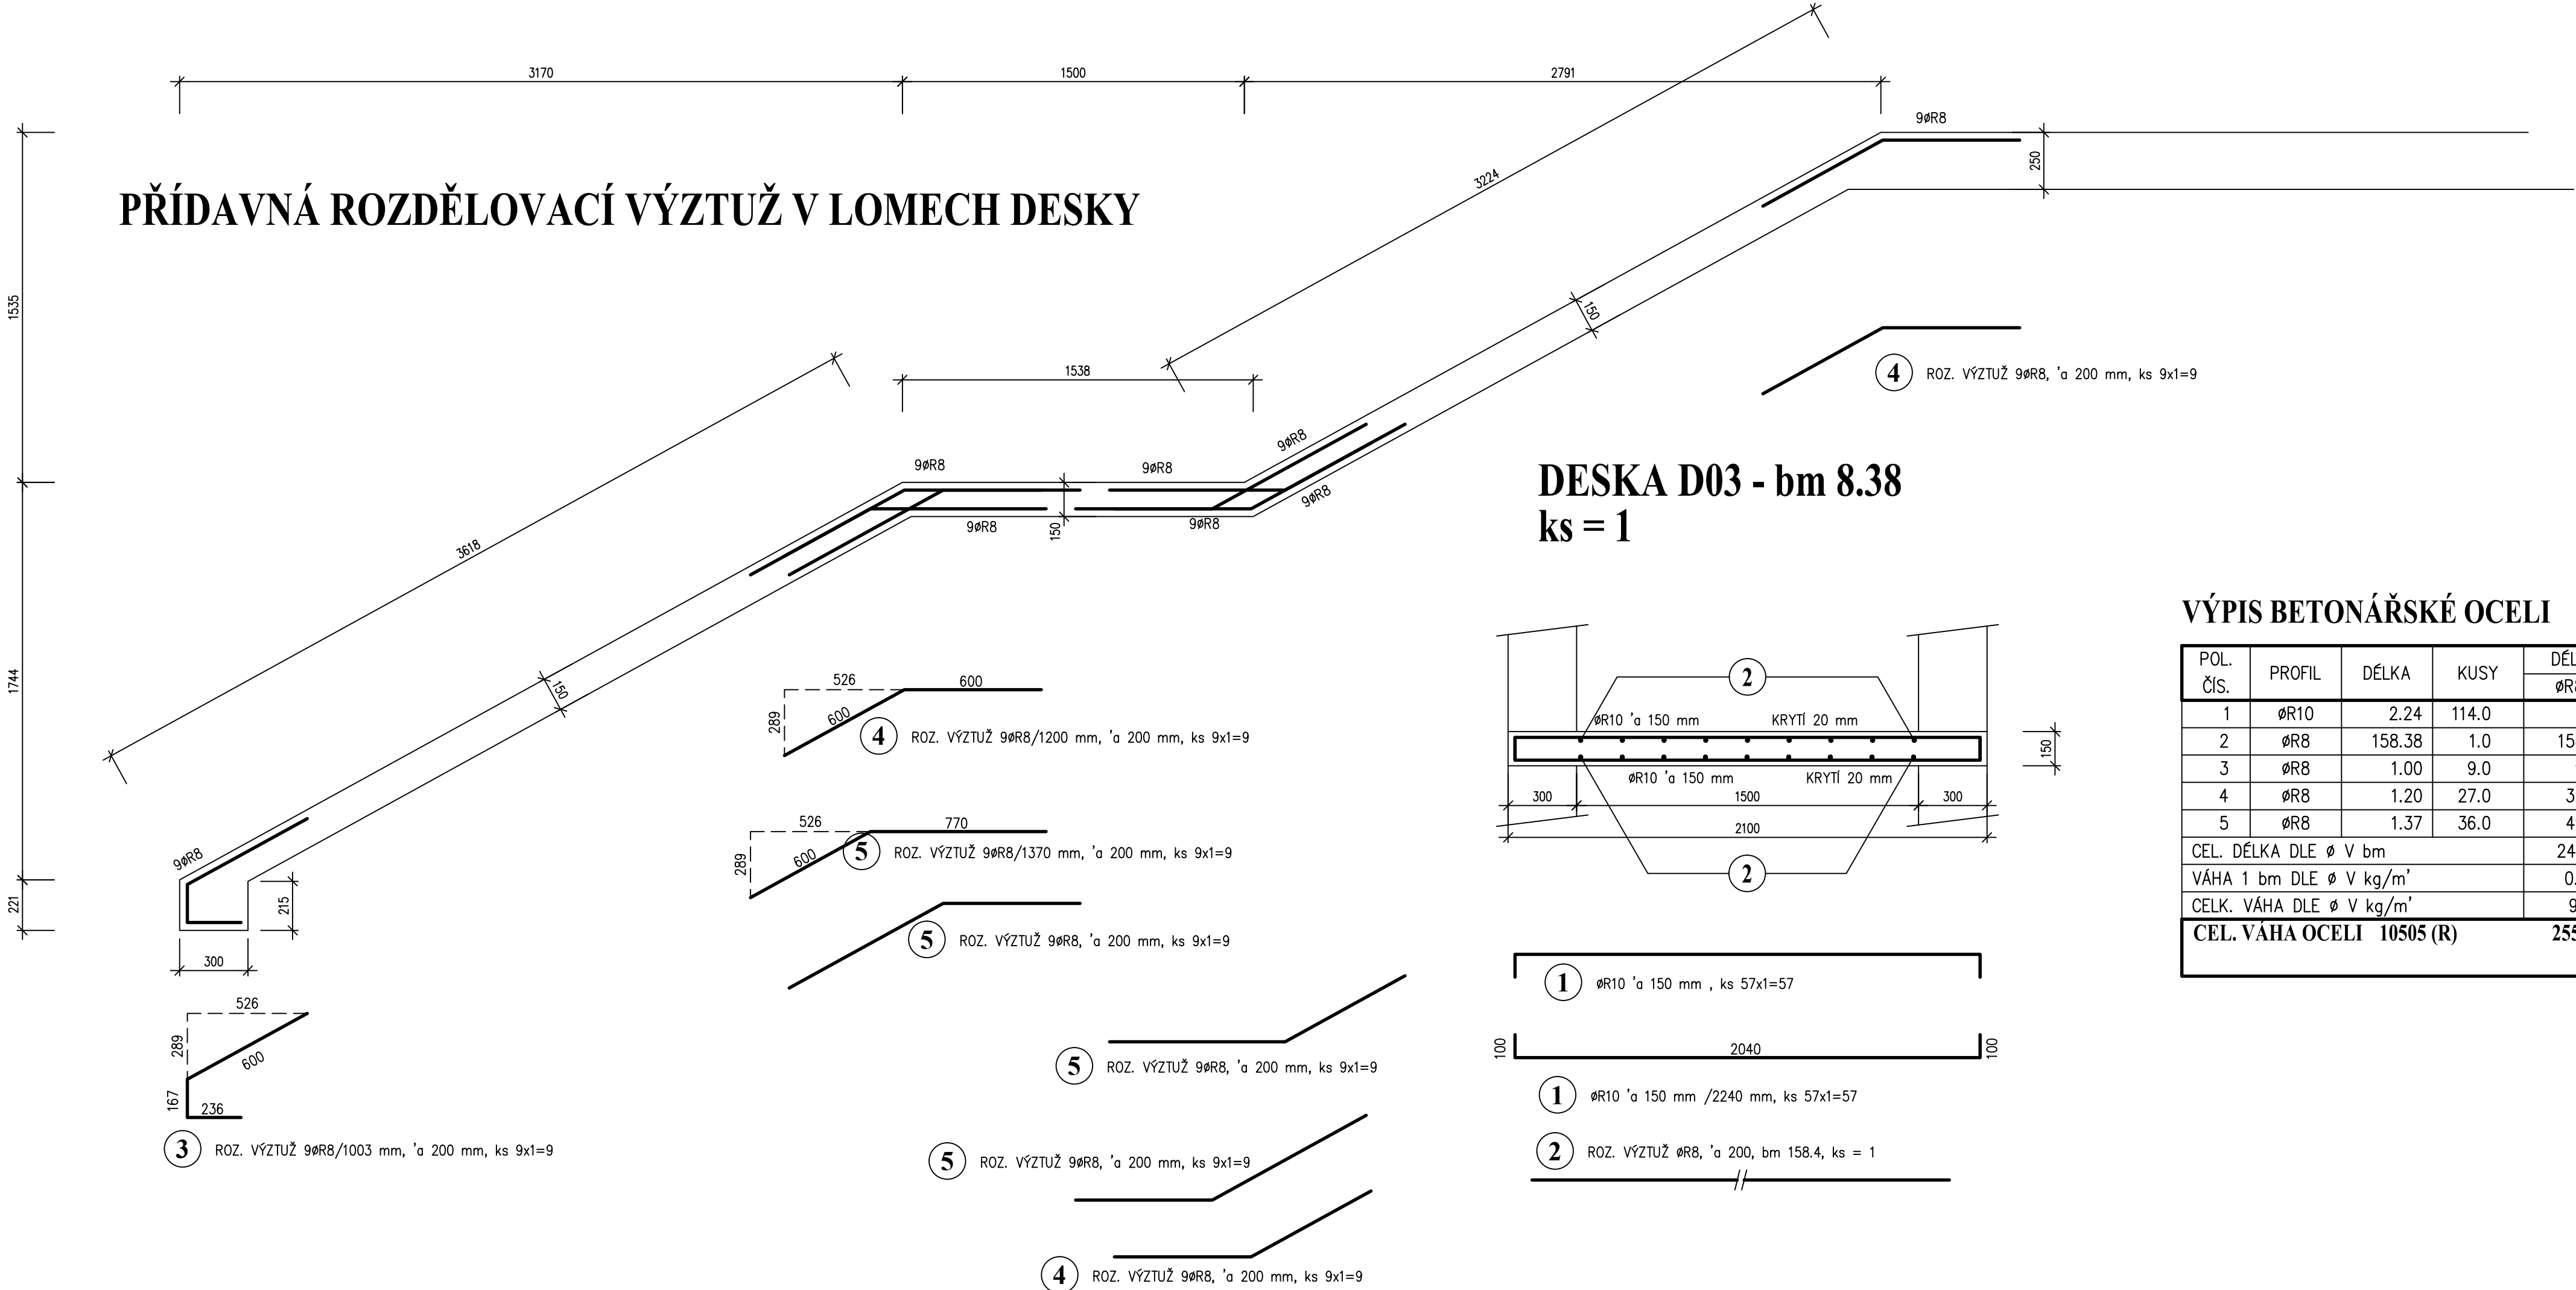 3170
1500
2791
9øR8
250
3224
PŘÍDAVNÁ ROZDĚLOVACÍ VÝZTUŽ V LOMECH DESKY
1535
150
1538
4 ROZ. VÝZTUŽ 9øR8, 'a 200 mm, ks 9x1=9
9øR8
9øR8
9øR8
9øR8
9øR8
9øR8
150
DESKA D03 - bm 8.38
ks = 1
3618
1744
150
526
600
289
600
4 ROZ. VÝZTUŽ 9øR8/1200 mm, 'a 200 mm, ks 9x1=9
526
770
289
600
5 ROZ. VÝZTUŽ 9øR8/1370 mm, 'a 200 mm, ks 9x1=9
5 ROZ. VÝZTUŽ 9øR8, 'a 200 mm, ks 9x1=9
9øR8
221
215
300
526
289
600
167
236
3 ROZ. VÝZTUŽ 9øR8/1003 mm, 'a 200 mm, ks 9x1=9
5 ROZ. VÝZTUŽ 9øR8, 'a 200 mm, ks 9x1=9
5 ROZ. VÝZTUŽ 9øR8, 'a 200 mm, ks 9x1=9
4 ROZ. VÝZTUŽ 9øR8, 'a 200 mm, ks 9x1=9
2
øR10 'a 150 mm KRYTÍ 20 mm
150
øR10 'a 150 mm KRYTÍ 20 mm
300 1500 300
2100
2
1 øR10 'a 150 mm , ks 57x1=57
100 2040 100
1 øR10 'a 150 mm /2240 mm, ks 57x1=57
2 ROZ. VÝZTUŽ øR8, 'a 200, bm 158.4, ks = 1
VÝPIS BETONÁŘSKÉ OCELI
POL. ČÍS. PROFIL DÉLKA KUSY
1 øR10 2.24 114.0
2 øR8 158.38 1.0
3 øR8 1.00 9.0
4 øR8 1.20 27.0
5 øR8 1.37 36.0
CEL. DÉLKA DLE ø V bm
VÁHA 1 bm DLE ø V kg/m'
CELK. VÁHA DLE ø V kg/m'
CEL. VÁHA OCELI 10505 (R) 255